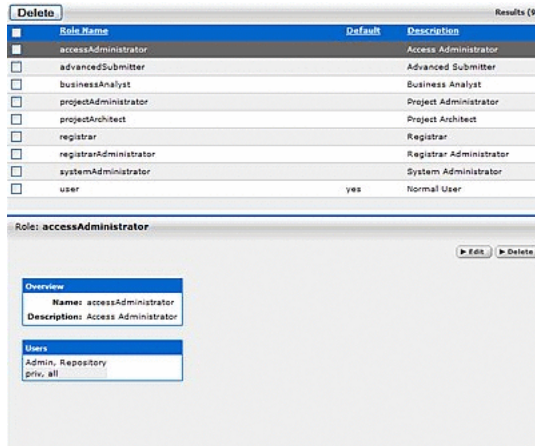 Delete
Results (9
Role Name Default Description
accessAdministrator Access Administrator
advancedSubmitter Advanced Submitter
businessAnalyst Business Analyst
projectAdministrator Project Administrator
projectArchitect Project Architect
registrar Registrar
registrarAdministrator Registrar Administrator
systemAdministrator System Administrator
user yes Normal User
Role: accessAdministrator
Edit Delete
Overview
Name: accessAdministrator
Description: Access Administrator
Users
Admin, Repository
priv, all